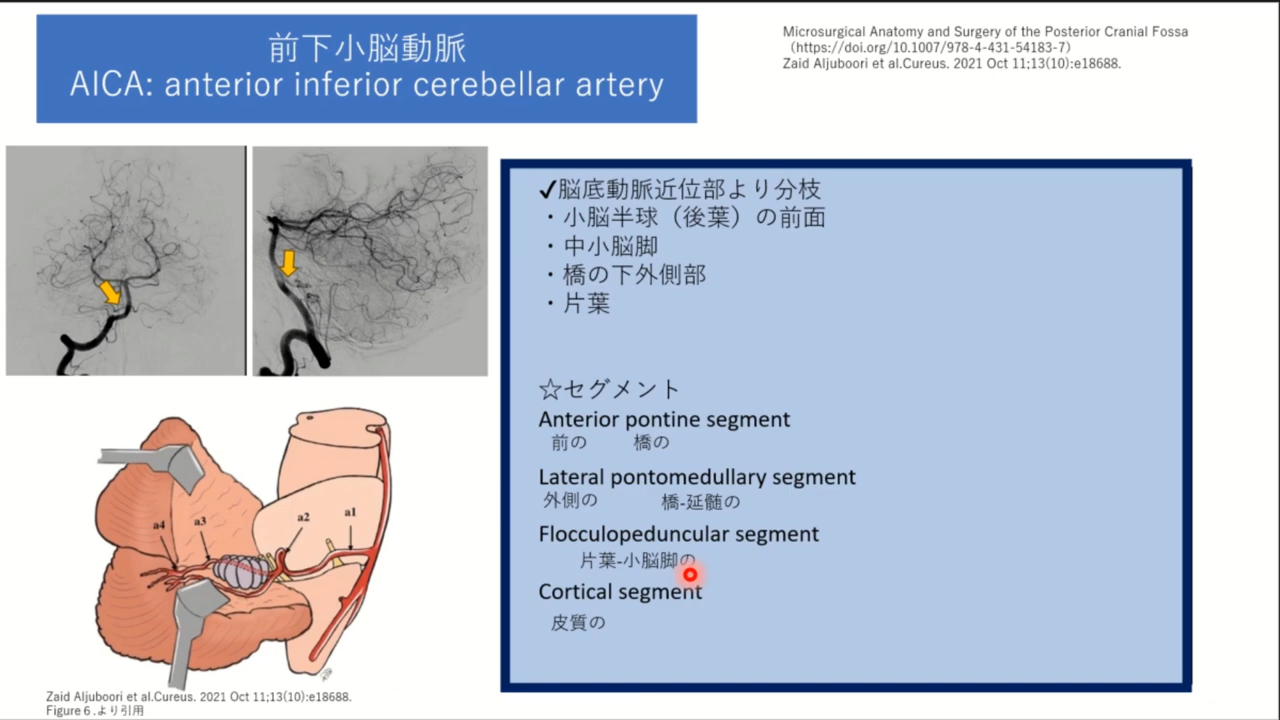 前下小脳動脈
AICA: anterior inferior cerebellar artery
Microsurgical Anatomy and Surgery of the Posterior Cranial Fossa
（https://doi.org/10.1007/978-4-431-54183-7）
Zaid Aljuboori et al.Cureus. 2021 Oct 11;13(10):e18688.
✓脳底動脈近位部より分枝
・小脳半球（後葉）の前面
・中小脳脚
・橋の下外側部
・片葉
☆セグメント
Anterior pontine segment
前の 橋の
Lateral pontomedullary segment
外側の 橋-延髄の
Flocculopeduncular segment
片葉-小脳脚の
Cortical segment
皮質の
a4 a3 a2 a1
Zaid Aljuboori et al.Cureus. 2021 Oct 11;13(10):e18688.
Figure 6 .より引用